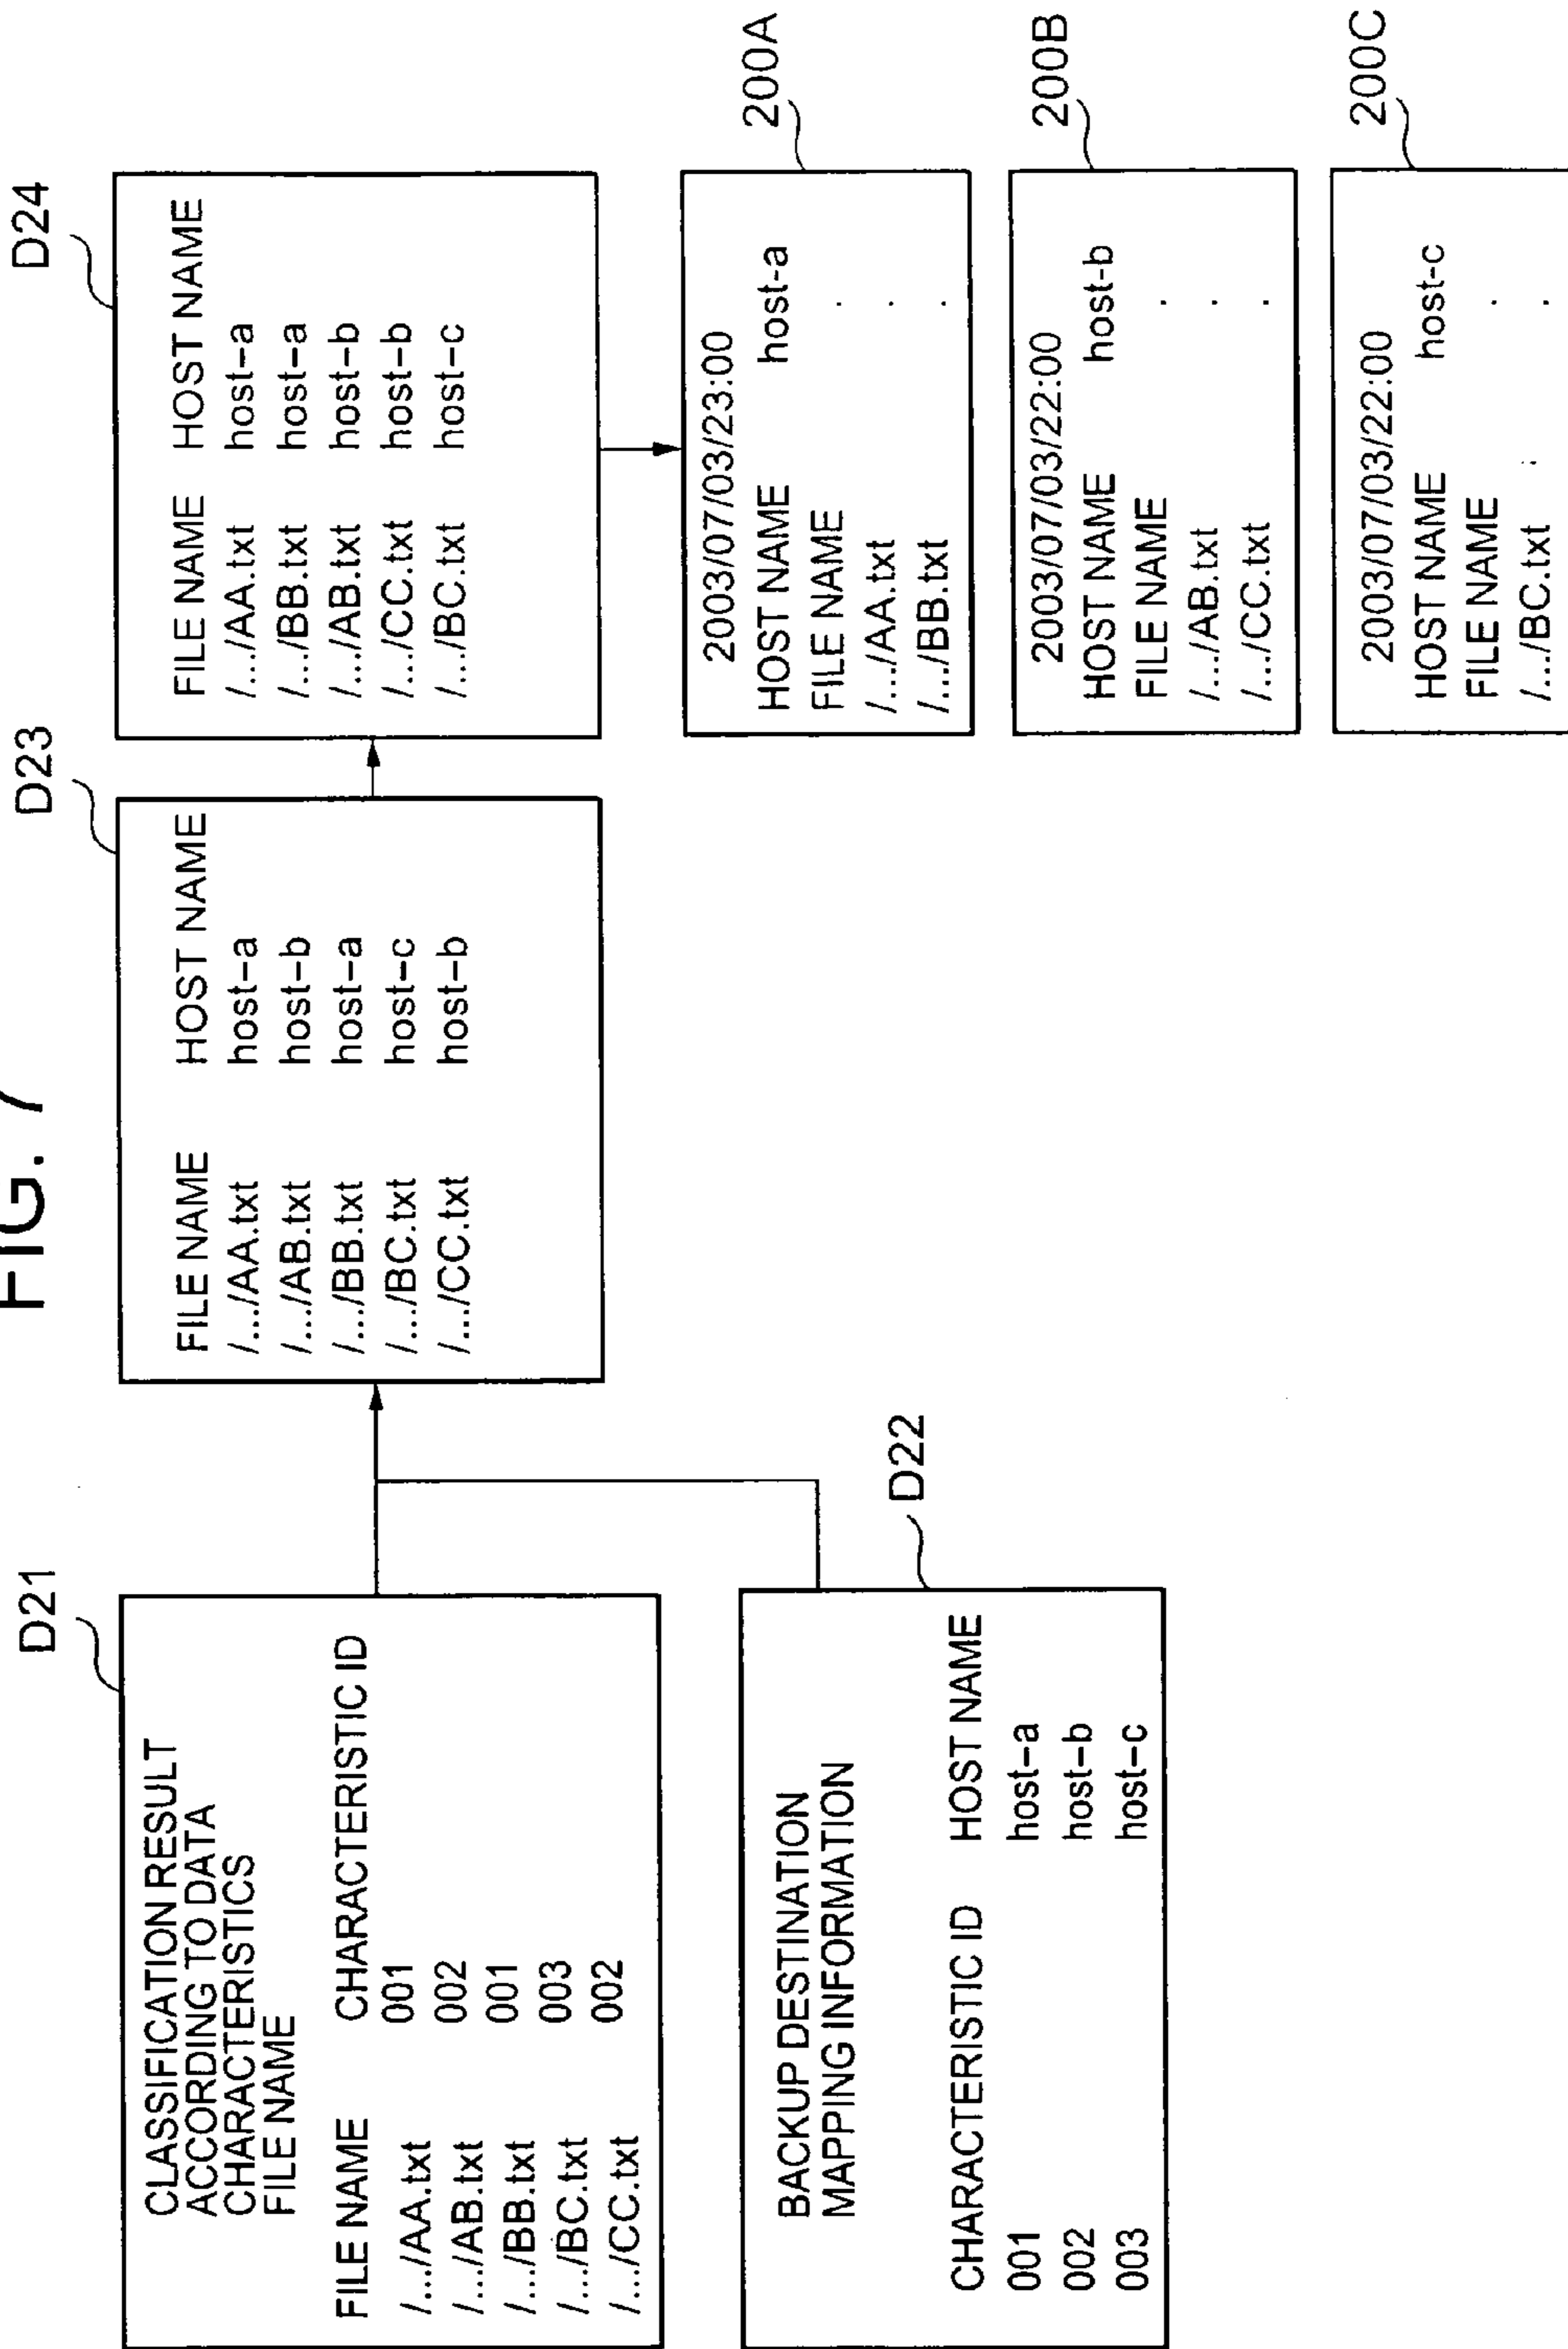 FIG. 7
D21
CLASSIFICATION RESULT
ACCORDING TO DATA
CHARACTERISTICS
FILE NAME
FILE NAME CHARACTERISTIC ID
/.../AA.txt 001
/.../AB.txt 002
/.../BB.txt 001
/.../BC.txt 003
/.../CC.txt 002
D22
BACKUP DESTINATION
MAPPING INFORMATION
CHARACTERISTIC ID HOST NAME
001 host-a
002 host-b
003 host-c
D23
FILE NAME HOST NAME
/.../AA.txt host-a
/.../AB.txt host-b
/.../BB.txt host-a
/.../BC.txt host-c
/.../CC.txt host-b
D24
FILE NAME HOST NAME
/.../AA.txt host-a
/.../BB.txt host-a
/.../AB.txt host-b
/.../CC.txt host-b
/.../BC.txt host-c
200A
2003/07/03/23:00
HOST NAME host-a
FILE NAME .
/.../AA.txt .
/.../BB.txt .
200B
2003/07/03/22:00
HOST NAME host-b
FILE NAME .
/.../AB.txt .
/.../CC.txt .
200C
2003/07/03/22:00
HOST NAME host-c
FILE NAME .
/.../BC.txt .